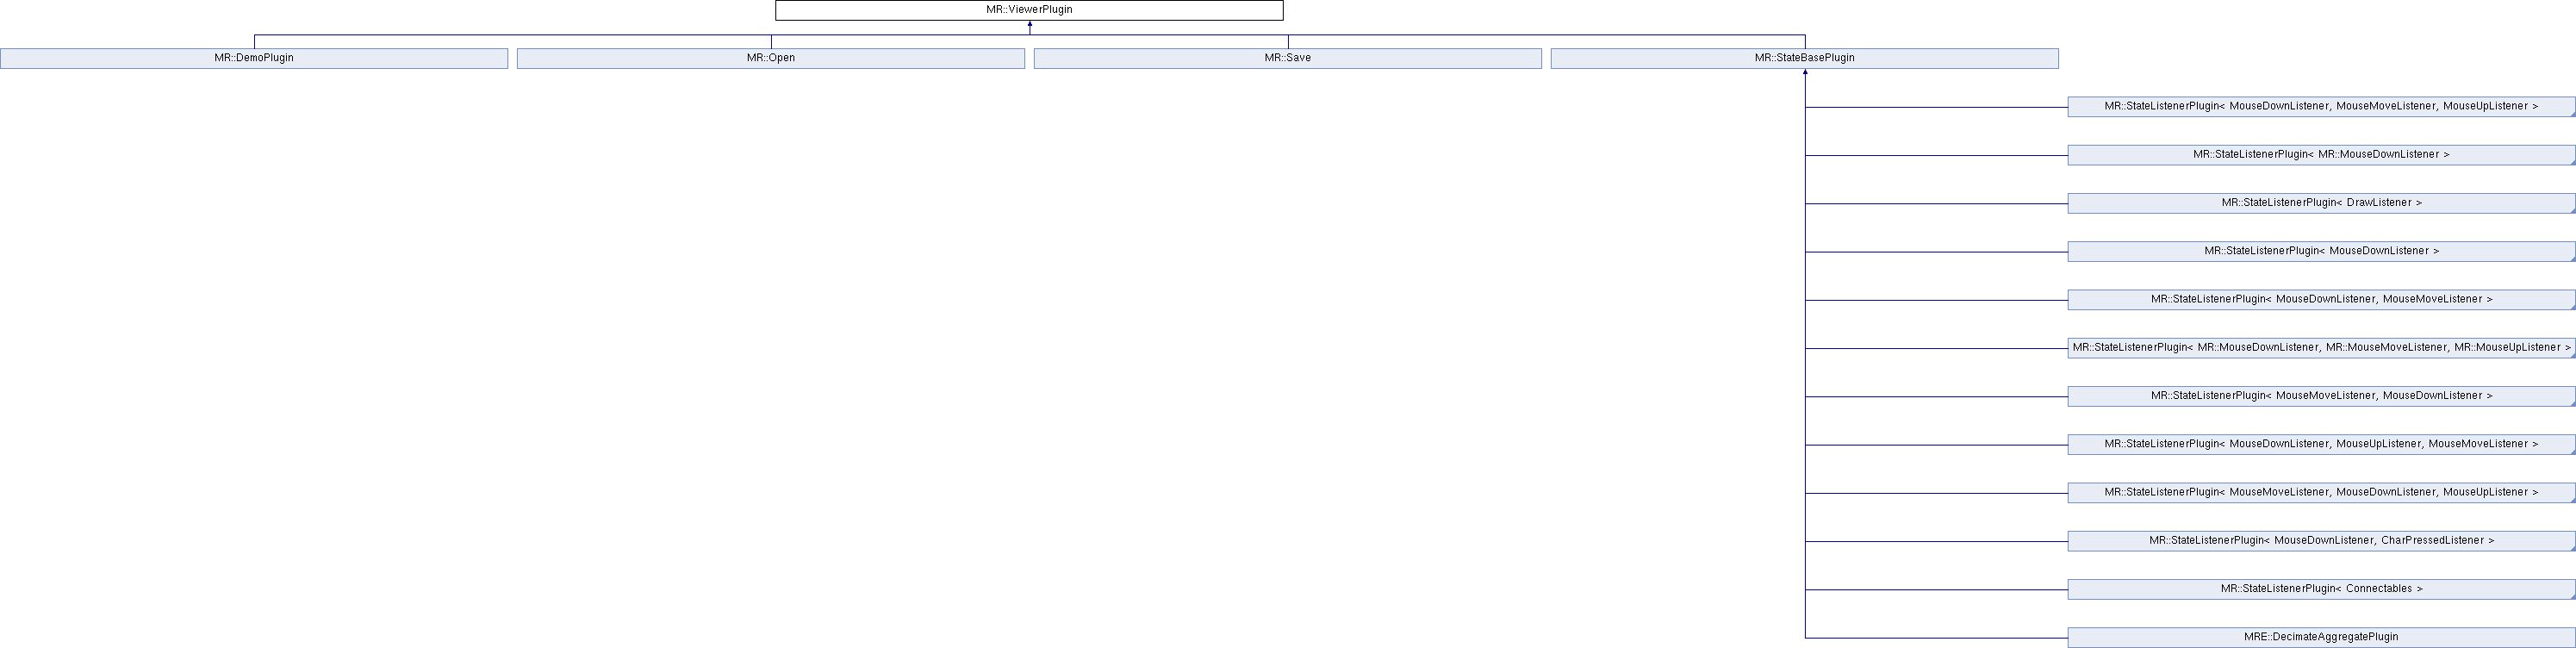 MR::ViewerPlugin
MR::DemoPlugin
MR::Open
MR::Save
MR::StateBasePlugin
MR::StateListenerPlugin< MouseDownListener, MouseMoveListener, MouseUpListener >
MR::StateListenerPlugin< MR::MouseDownListener >
MR::StateListenerPlugin< DrawListener >
MR::StateListenerPlugin< MouseDownListener >
MR::StateListenerPlugin< MouseDownListener, MouseMoveListener >
MR::StateListenerPlugin< MR::MouseDownListener, MR::MouseMoveListener, MR::MouseUpListener >
MR::StateListenerPlugin< MouseMoveListener, MouseDownListener >
MR::StateListenerPlugin< MouseDownListener, MouseUpListener, MouseMoveListener >
MR::StateListenerPlugin< MouseMoveListener, MouseDownListener, MouseUpListener >
MR::StateListenerPlugin< MouseDownListener, CharPressedListener >
MR::StateListenerPlugin< Connectables >
MRE::DecimateAggregatePlugin